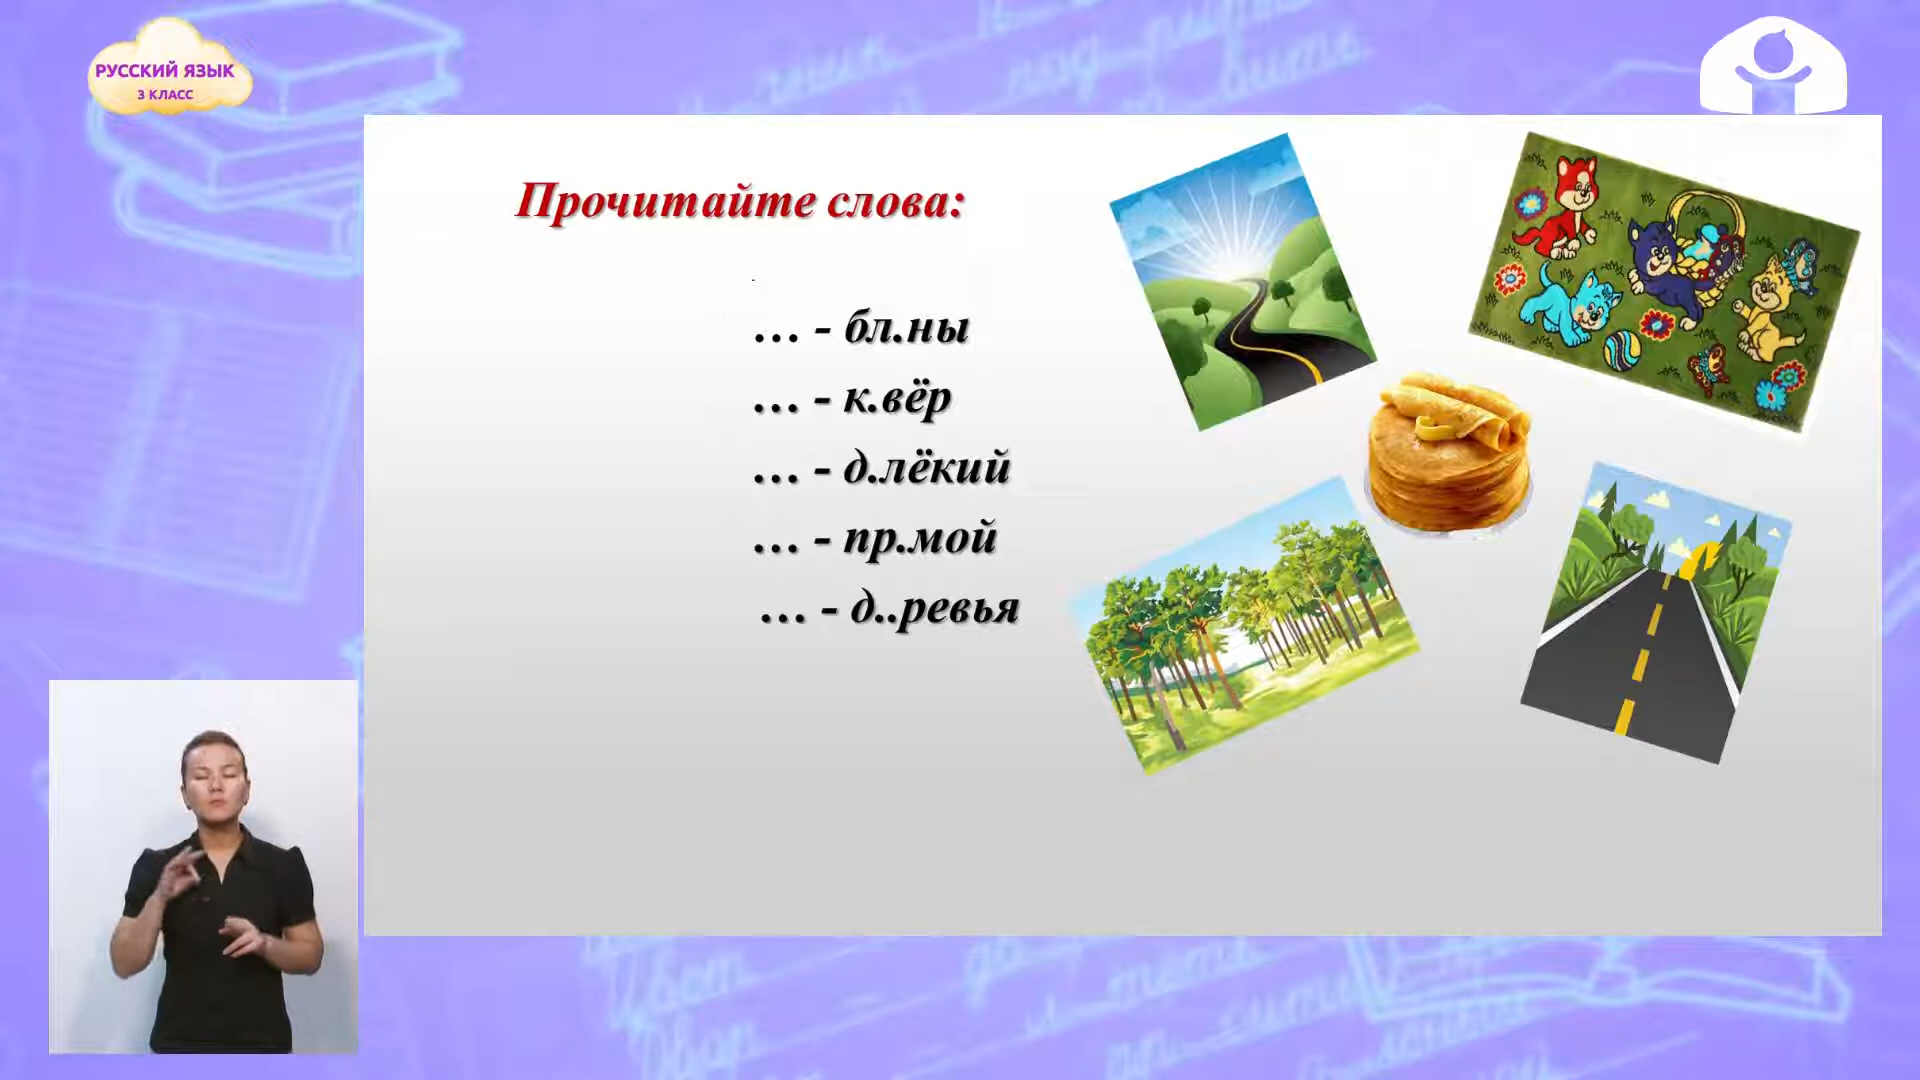 РУССКИЙ ЯЗЫК
3 КЛАСС
Прочитайте слова:
... - бл.ны
... - к.вёр
... - д.лёкий
... - пр.мой
... - д..ревья